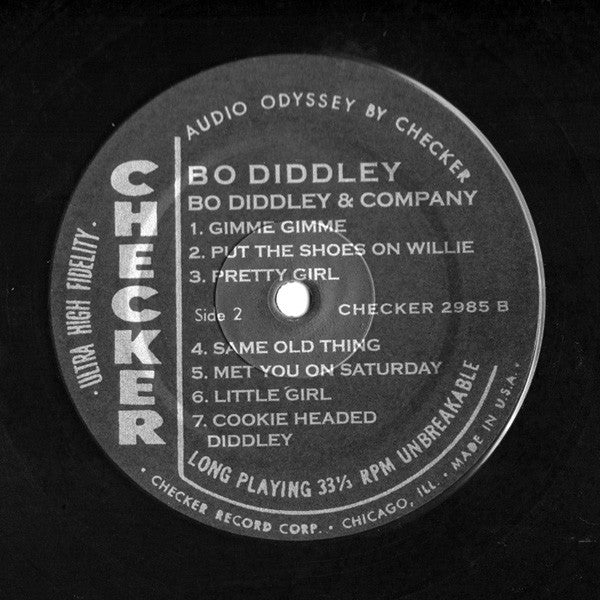 AUDIO ODYSSEY BY CHECKER
CHECKER
· ULTRA HIGH FIDELITY ·
BO DIDDLEY
BO DIDDLEY & COMPANY
1. GIMME GIMME
2. PUT THE SHOES ON WILLIE
3. PRETTY GIRL
Side 2
CHECKER 2985 B
4. SAME OLD THING
5. MET YOU ON SATURDAY
6. LITTLE GIRL
7. COOKIE HEADED
DIDDLEY
LONG PLAYING 33⅓ RPM UNBREAKABLE
· CHECKER RECORD CORP. · CHICAGO, ILL. · MADE IN U.S.A. ·